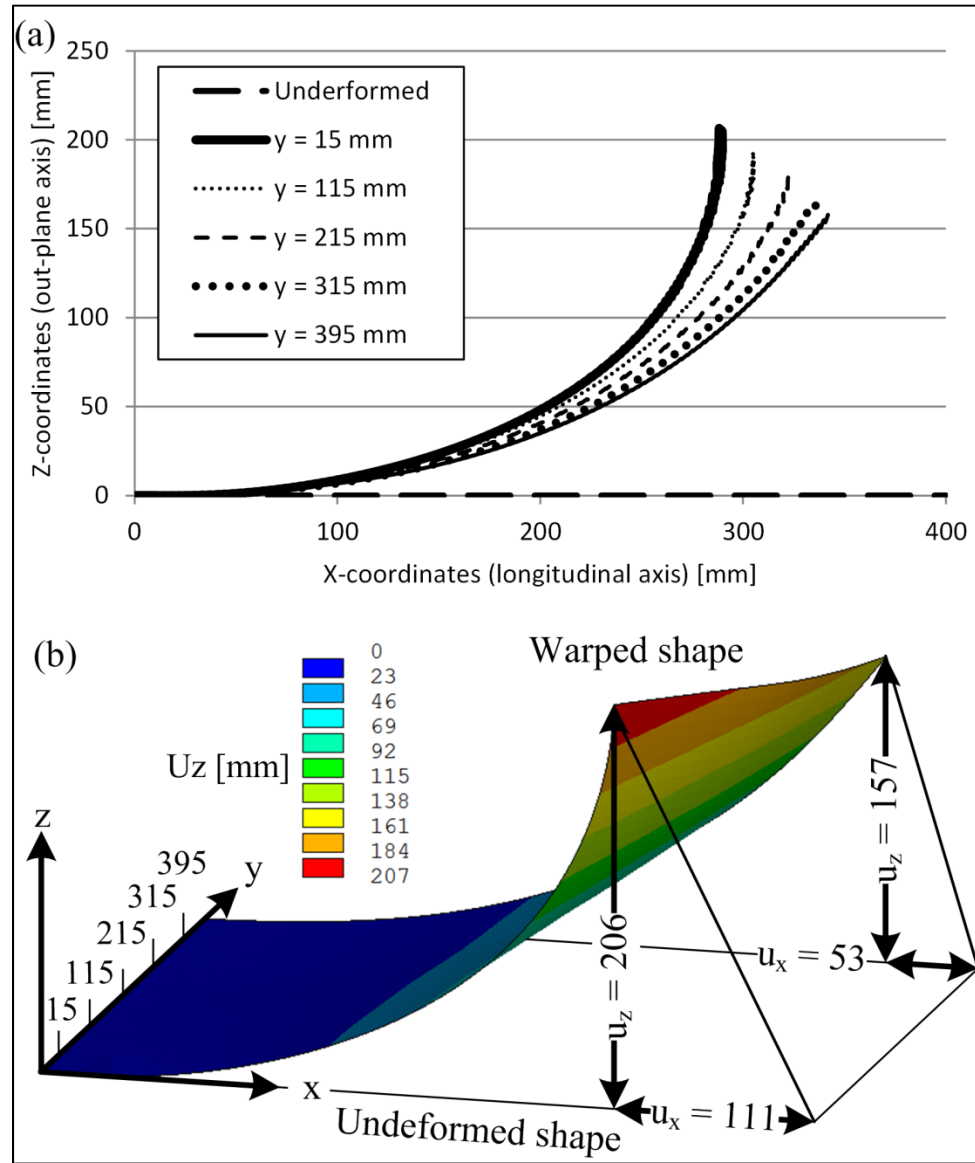 (a)
250
200
150
100
50
0
Z-coordinates (out-plane axis) [mm]
Underformed
y = 15 mm
y = 115 mm
y = 215 mm
y = 315 mm
y = 395 mm
0 100 200 300 400
X-coordinates (longitudinal axis) [mm]
(b)
Warped shape
Uz [mm]
0
23
46
69
92
115
138
161
184
207
z
y
x
395
315
215
115
15
uz = 157
uz = 206
ux = 53
ux = 111
Undeformed shape